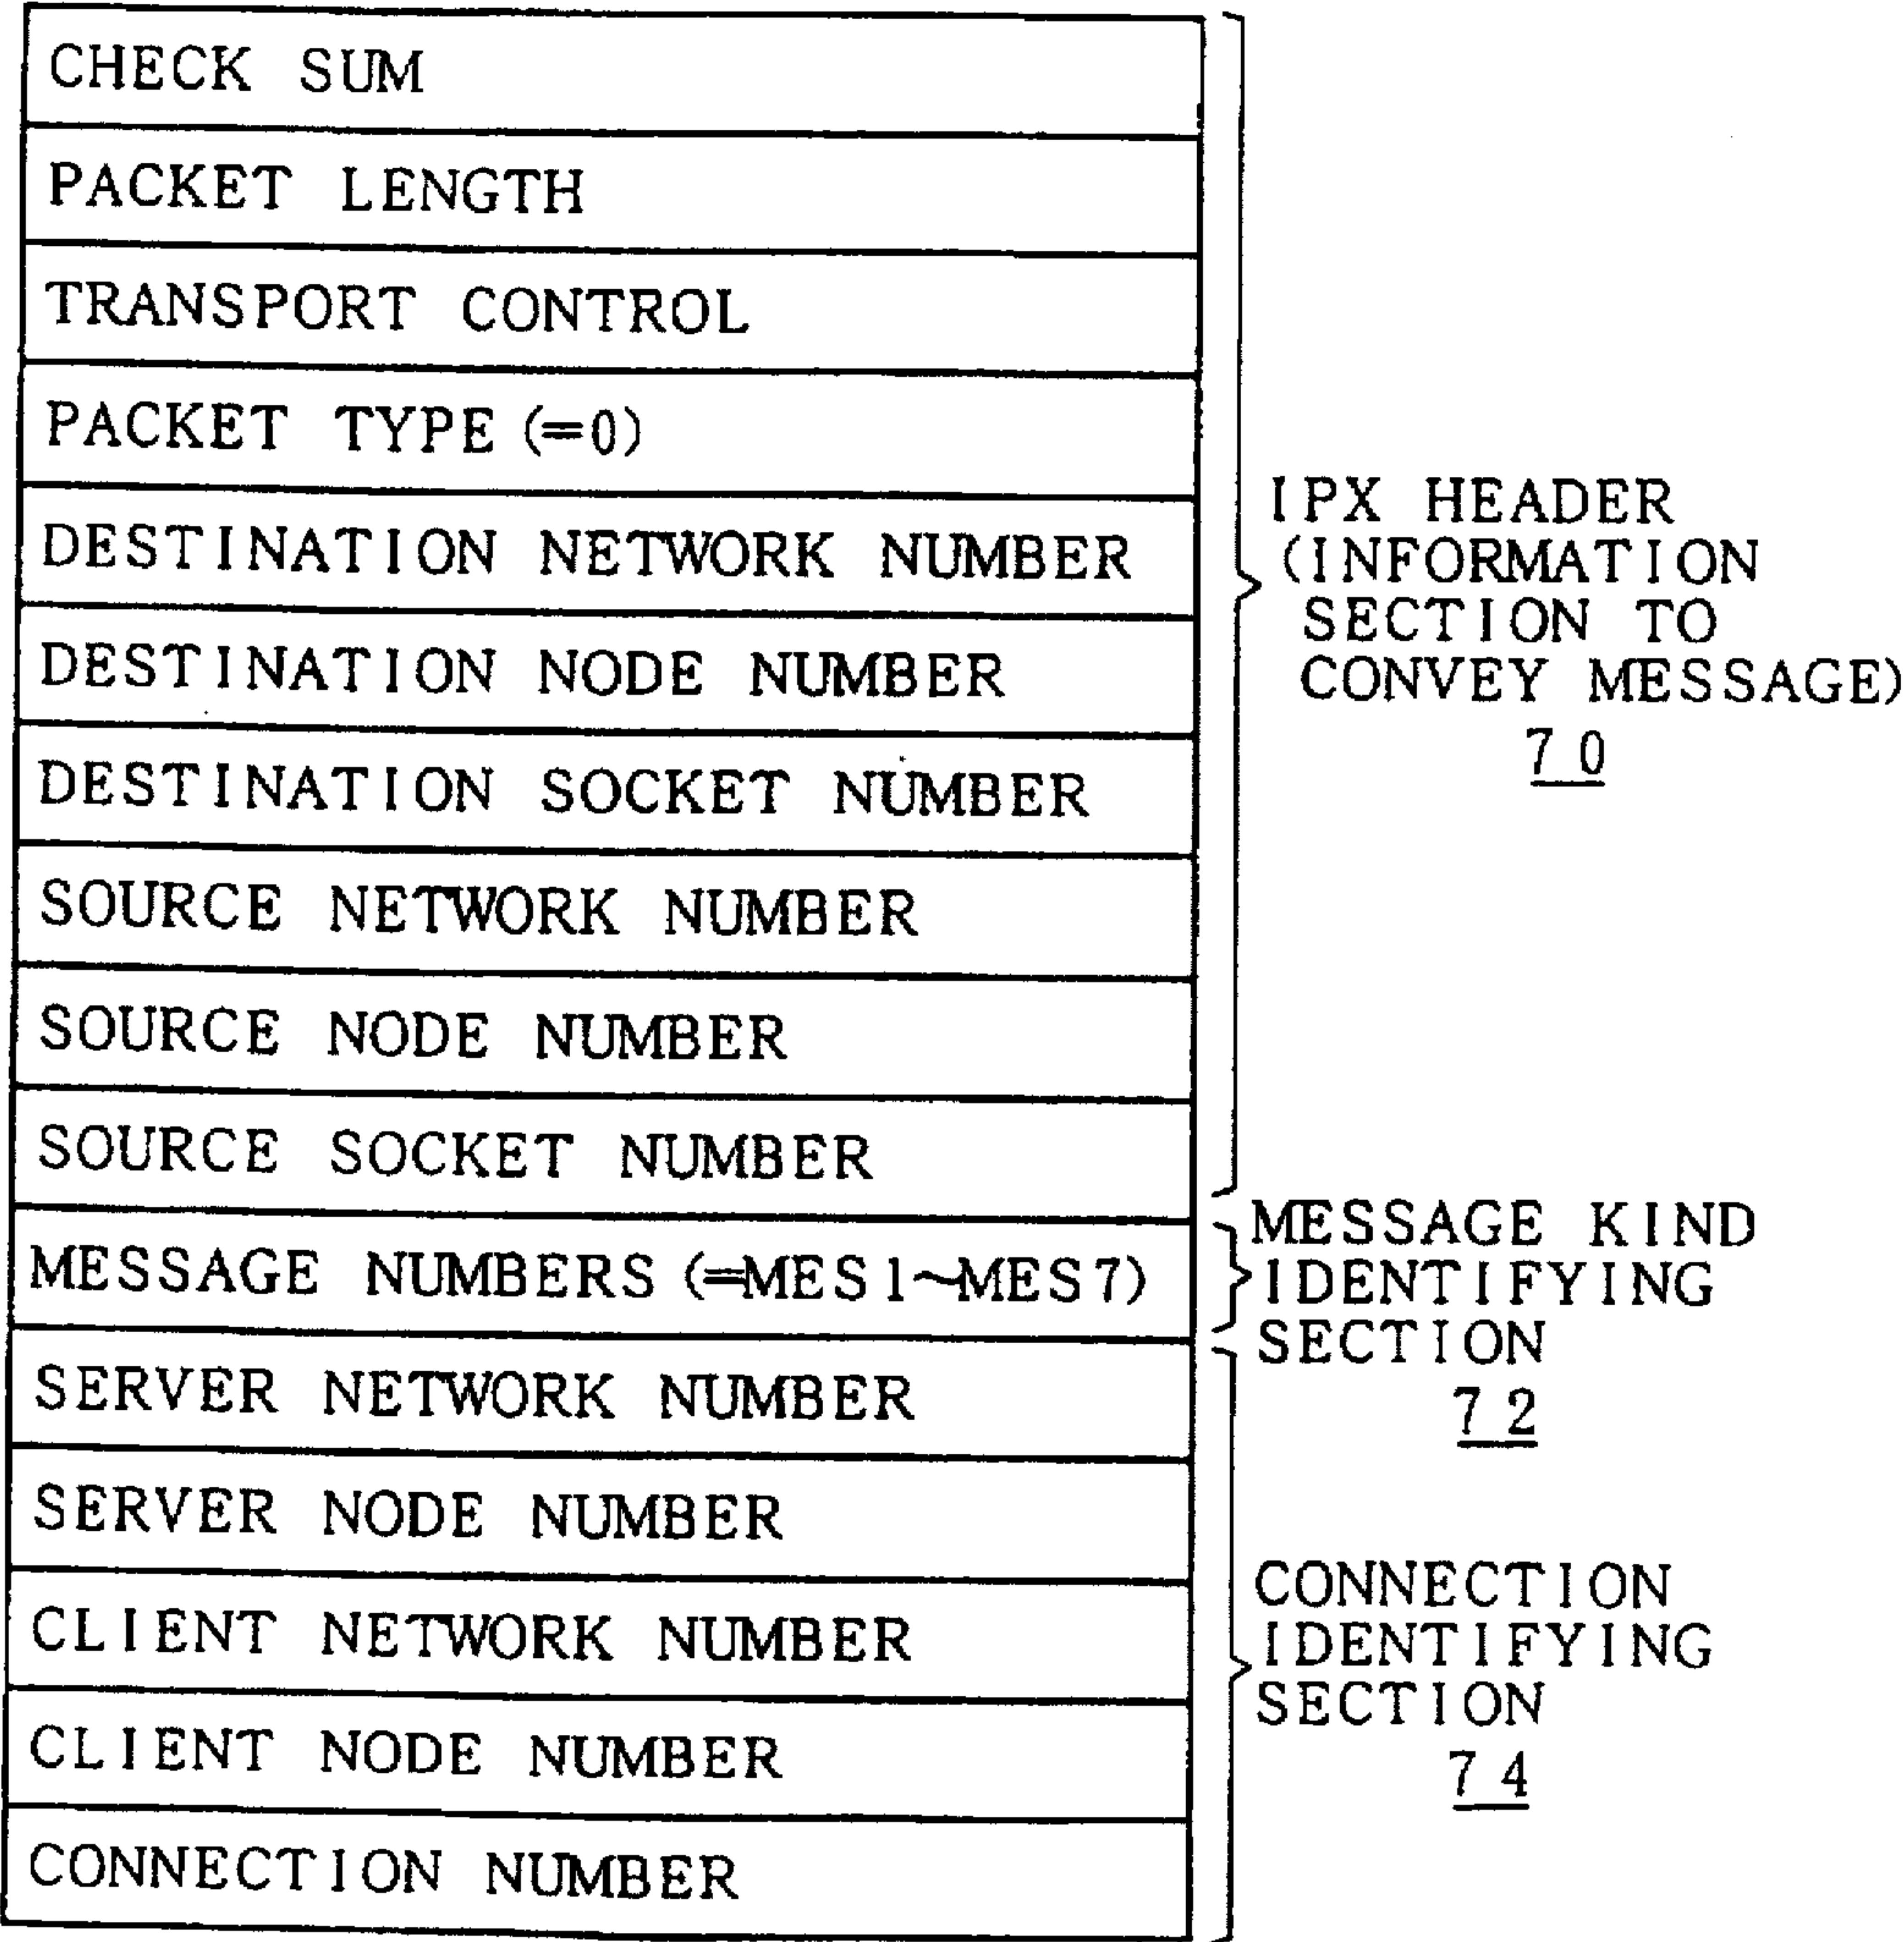 CHECK SUM
PACKET LENGTH
TRANSPORT CONTROL
PACKET TYPE (=0)
DESTINATION NETWORK NUMBER
DESTINATION NODE NUMBER
DESTINATION SOCKET NUMBER
SOURCE NETWORK NUMBER
SOURCE NODE NUMBER
SOURCE SOCKET NUMBER
MESSAGE NUMBERS (=MES1~MES7)
SERVER NETWORK NUMBER
SERVER NODE NUMBER
CLIENT NETWORK NUMBER
CLIENT NODE NUMBER
CONNECTION NUMBER
IPX HEADER
(INFORMATION
SECTION TO
CONVEY MESSAGE)
70
MESSAGE KIND
IDENTIFYING
SECTION
72
CONNECTION
IDENTIFYING
SECTION
74